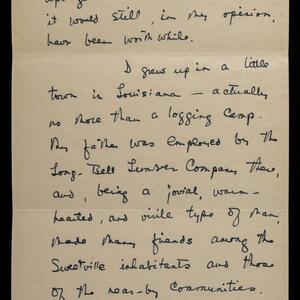 it would still, in my opinion,
have been worth while.
I grew up in a little
town in Louisiana — actually
no more than a logging camp.
My father was employed by the
Long-Bell Lumber Company there,
and, being a jovial, warm-
hearted, and virile type of man,
made many friends among the
Sweetville inhabitants and those
of the near-by communities.